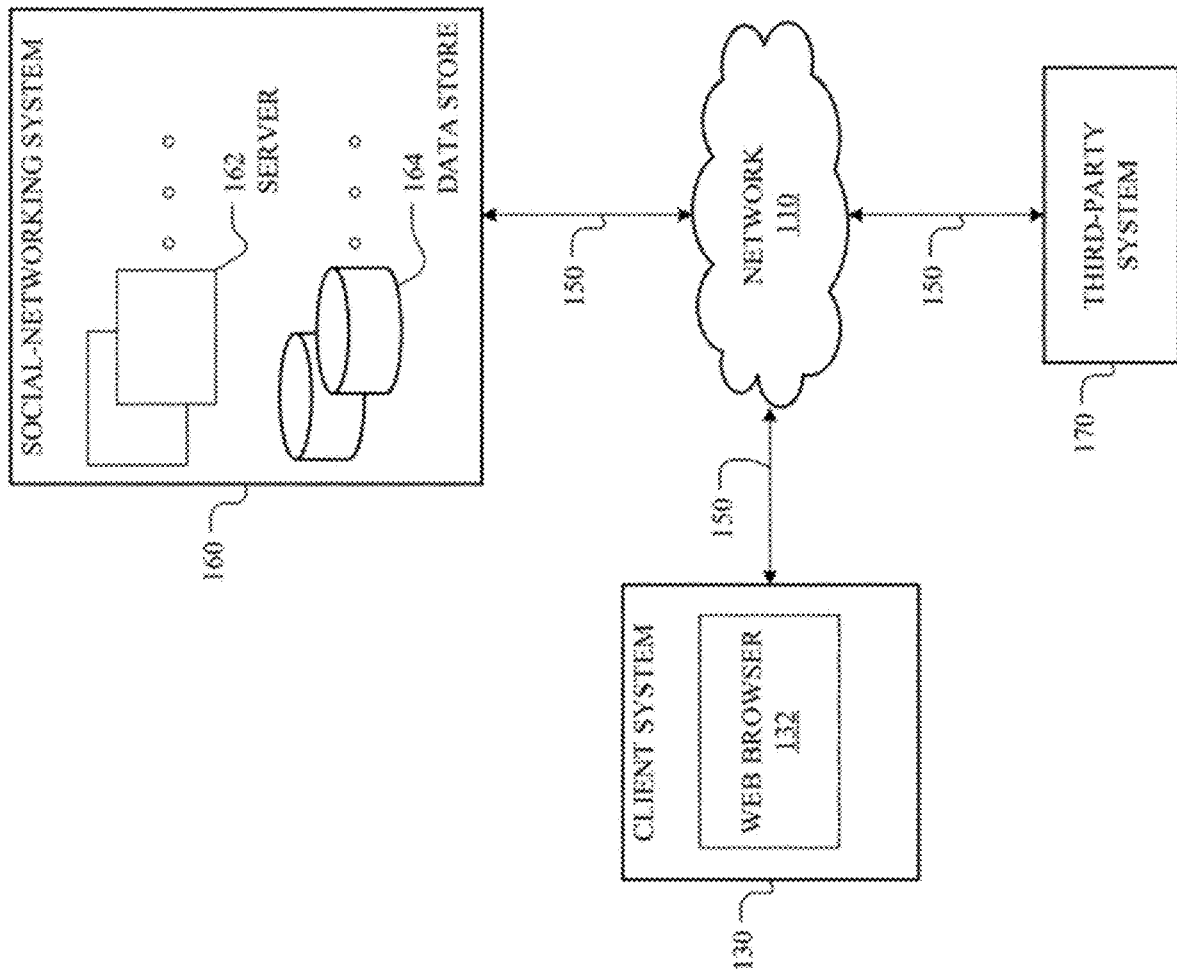 SOCIAL-NETWORKING SYSTEM
162
SERVER
164
DATA STORE
160
150
CLIENT SYSTEM
WEB BROWSER
132
130
150
NETWORK
110
150
THIRD-PARTY
SYSTEM
170